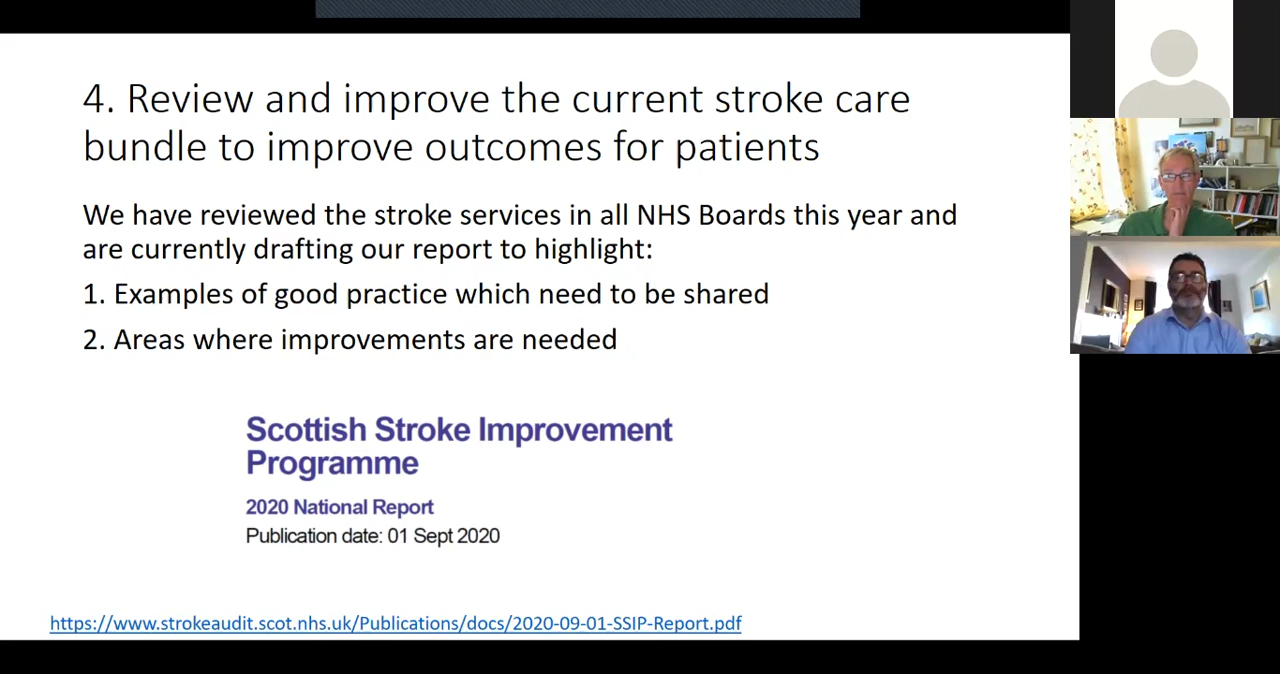 4. Review and improve the current stroke care
bundle to improve outcomes for patients
We have reviewed the stroke services in all NHS Boards this year and
are currently drafting our report to highlight:
1. Examples of good practice which need to be shared
2. Areas where improvements are needed
Scottish Stroke Improvement
Programme
2020 National Report
Publication date: 01 Sept 2020
https://www.strokeaudit.scot.nhs.uk/Publications/docs/2020-09-01-SSIP-Report.pdf